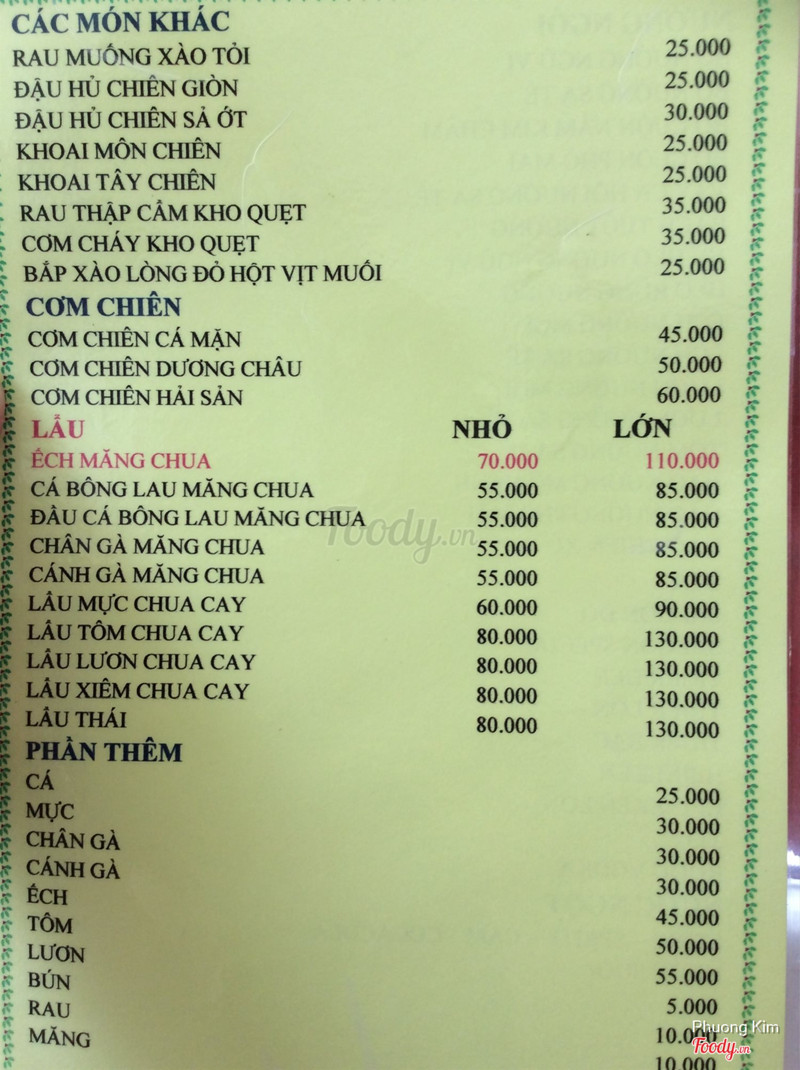 CÁC MÓN KHÁC
RAU MUỐNG XÀO TỎI 25.000
ĐẬU HỦ CHIÊN GIÒN 25.000
ĐẬU HỦ CHIÊN SẢ ỚT 30.000
KHOAI MÔN CHIÊN 25.000
KHOAI TÂY CHIÊN 25.000
RAU THẬP CẨM KHO QUẸT 35.000
CƠM CHÁY KHO QUẸT 35.000
BẮP XÀO LÒNG ĐỎ HỘT VỊT MUỐI 25.000
CƠM CHIÊN
CƠM CHIÊN CÁ MẶN 45.000
CƠM CHIÊN DƯƠNG CHÂU 50.000
CƠM CHIÊN HẢI SẢN 60.000
LẨU NHỎ LỚN
ẾCH MĂNG CHUA 70.000 110.000
CÁ BÔNG LAU MĂNG CHUA 55.000 85.000
ĐẦU CÁ BÔNG LAU MĂNG CHUA 55.000 85.000
CHÂN GÀ MĂNG CHUA 55.000 85.000
CÁNH GÀ MĂNG CHUA 55.000 85.000
LẨU MỰC CHUA CAY 60.000 90.000
LẨU TÔM CHUA CAY 80.000 130.000
LẨU LƯƠN CHUA CAY 80.000 130.000
LẨU XIÊM CHUA CAY 80.000 130.000
LẨU THÁI 80.000 130.000
PHẦN THÊM
CÁ 25.000
MỰC 30.000
CHÂN GÀ 30.000
CÁNH GÀ 30.000
ẾCH 45.000
TÔM 50.000
LƯƠN 55.000
BÚN 5.000
RAU 10.000
MĂNG 10.000
Foody.vn
Phuong Kim
Foody.vn